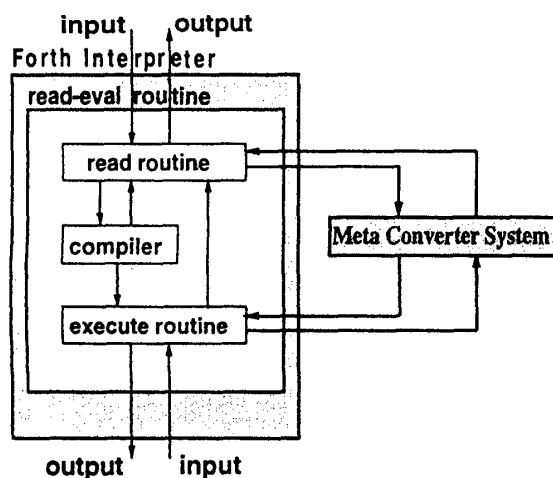 input output
Forth Interpreter
read-eval routine
read routine
compiler
Meta Converter System
execute routine
output input